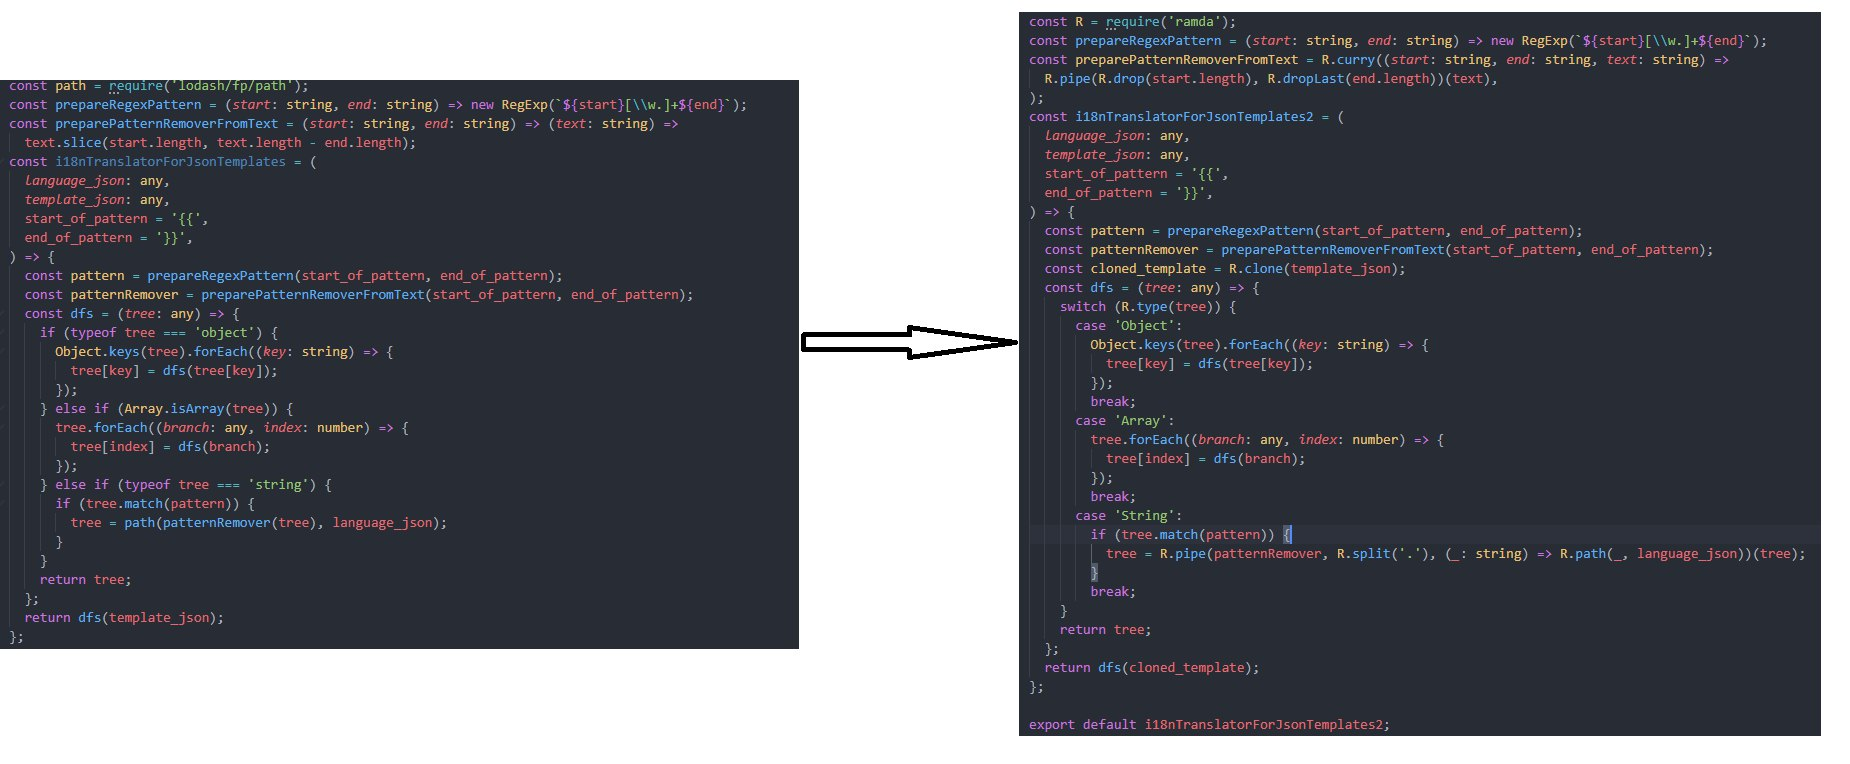 const path = require('lodash/fp/path');
const prepareRegexPattern = (start: string, end: string) => new RegExp(`${start}[\\w.]+${end}`);
const preparePatternRemoverFromText = (start: string, end: string) => (text: string) =>
  text.slice(start.length, text.length - end.length);
const i18nTranslatorForJsonTemplates = (
  language_json: any,
  template_json: any,
  start_of_pattern = '{{',
  end_of_pattern = '}}',
) => {
  const pattern = prepareRegexPattern(start_of_pattern, end_of_pattern);
  const patternRemover = preparePatternRemoverFromText(start_of_pattern, end_of_pattern);
  const dfs = (tree: any) => {
    if (typeof tree === 'object') {
      Object.keys(tree).forEach((key: string) => {
        tree[key] = dfs(tree[key]);
      });
    } else if (Array.isArray(tree)) {
      tree.forEach((branch: any, index: number) => {
        tree[index] = dfs(branch);
      });
    } else if (typeof tree === 'string') {
      if (tree.match(pattern)) {
        tree = path(patternRemover(tree), language_json);
      }
    }
    return tree;
  };
  return dfs(template_json);
};
const R = require('ramda');
const prepareRegexPattern = (start: string, end: string) => new RegExp(`${start}[\\w.]+${end}`);
const preparePatternRemoverFromText = R.curry((start: string, end: string, text: string) =>
  R.pipe(R.drop(start.length), R.dropLast(end.length))(text),
);
const i18nTranslatorForJsonTemplates2 = (
  language_json: any,
  template_json: any,
  start_of_pattern = '{{',
  end_of_pattern = '}}',
) => {
  const pattern = prepareRegexPattern(start_of_pattern, end_of_pattern);
  const patternRemover = preparePatternRemoverFromText(start_of_pattern, end_of_pattern);
  const cloned_template = R.clone(template_json);
  const dfs = (tree: any) => {
    switch (R.type(tree)) {
      case 'Object':
        Object.keys(tree).forEach((key: string) => {
          tree[key] = dfs(tree[key]);
        });
        break;
      case 'Array':
        tree.forEach((branch: any, index: number) => {
          tree[index] = dfs(branch);
        });
        break;
      case 'String':
        if (tree.match(pattern)) {
          tree = R.pipe(patternRemover, R.split('.'), (_: string) => R.path(_, language_json))(tree);
        }
        break;
    }
    return tree;
  };
  return dfs(cloned_template);
};
export default i18nTranslatorForJsonTemplates2;